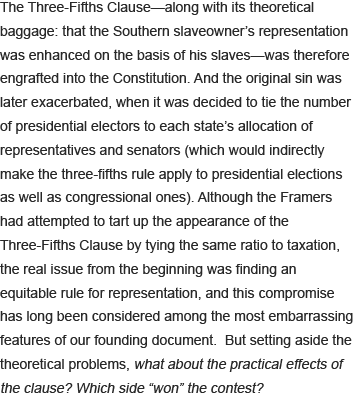 The Three-Fifths Clause—along with its theoretical
baggage: that the Southern slaveowner’s representation
was enhanced on the basis of his slaves—was therefore
engrafted into the Constitution. And the original sin was
later exacerbated, when it was decided to tie the number
of presidential electors to each state’s allocation of
representatives and senators (which would indirectly
make the three-fifths rule apply to presidential elections
as well as congressional ones). Although the Framers
had attempted to tart up the appearance of the
Three-Fifths Clause by tying the same ratio to taxation,
the real issue from the beginning was finding an
equitable rule for representation, and this compromise
has long been considered among the most embarrassing
features of our founding document.  But setting aside the
theoretical problems, what about the practical effects of
the clause? Which side “won” the contest?